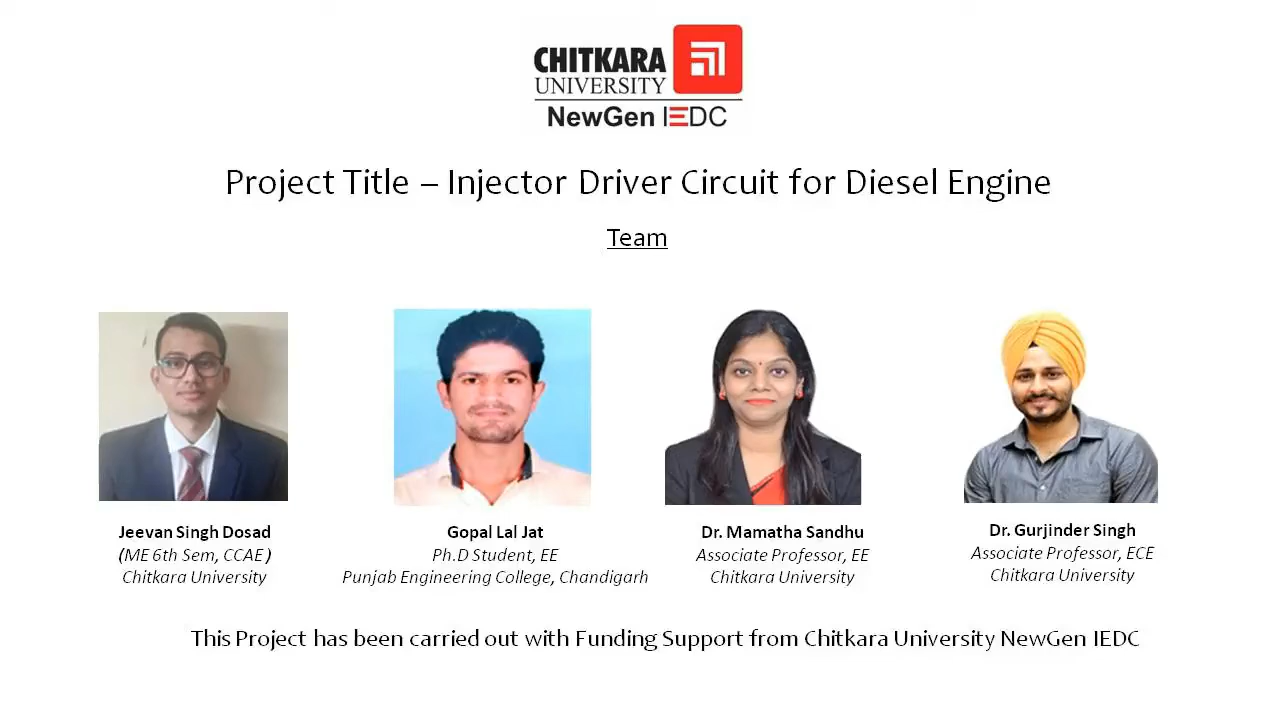 CHITKARA
UNIVERSITY
NewGen IEDC
Project Title – Injector Driver Circuit for Diesel Engine
Team
Jeevan Singh Dosad
(ME 6th Sem, CCAE)
Chitkara University
Gopal Lal Jat
Ph.D Student, EE
Punjab Engineering College, Chandigarh
Dr. Mamatha Sandhu
Associate Professor, EE
Chitkara University
Dr. Gurjinder Singh
Associate Professor, ECE
Chitkara University
This Project has been carried out with Funding Support from Chitkara University NewGen IEDC